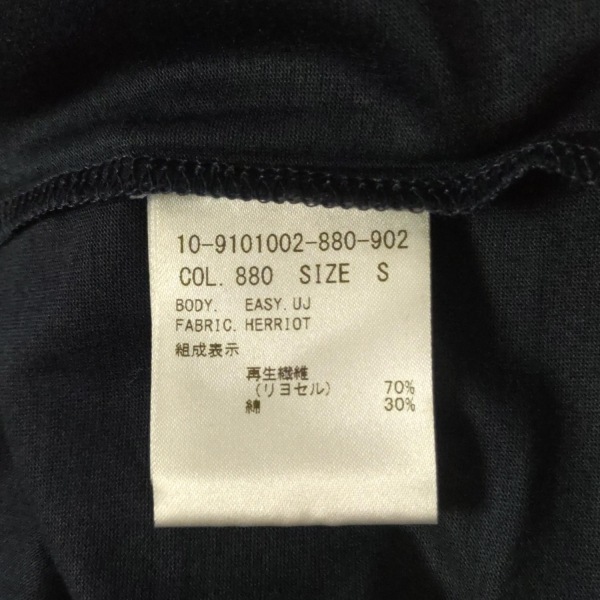 10-9101002-880-902
COL. 880 SIZE S
BODY. EASY.UJ
FABRIC. HERRIOT
組成表示
再生繊維
(リヨセル) 70%
綿 30%